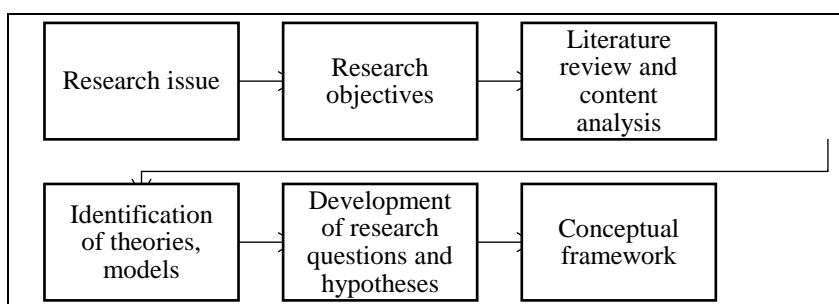 Research issue
Research
objectives
Literature
review and
content
analysis
Identification
of theories,
models
Development
of research
questions and
hypotheses
Conceptual
framework